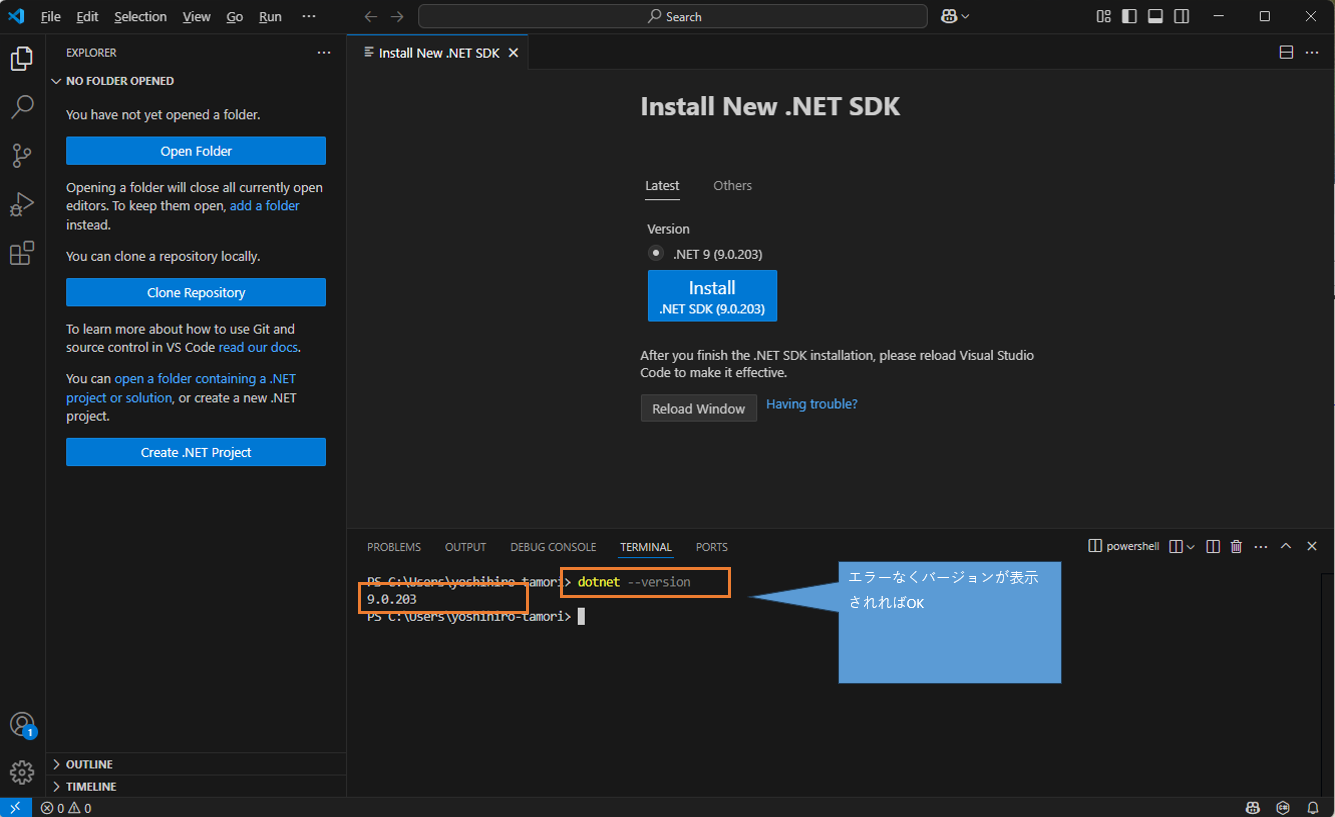 File Edit Selection View Go Run ...
Search
EXPLORER
NO FOLDER OPENED
You have not yet opened a folder.
Open Folder
Opening a folder will close all currently open
editors. To keep them open, add a folder
instead.
You can clone a repository locally.
Clone Repository
To learn more about how to use Git and
source control in VS Code read our docs.
You can open a folder containing a .NET
project or solution, or create a new .NET
project.
Create .NET Project
OUTLINE
TIMELINE
Install New .NET SDK
Install New .NET SDK
Latest Others
Version
.NET 9 (9.0.203)
Install
.NET SDK (9.0.203)
After you finish the .NET SDK installation, please reload Visual Studio
Code to make it effective.
Reload Window Having trouble?
PROBLEMS OUTPUT DEBUG CONSOLE TERMINAL PORTS
powershell
PS C:\Users\yoshihiro-tamori> dotnet --version
9.0.203
PS C:\Users\yoshihiro-tamori>
エラーなくバージョンが表示
されればOK
1
0 0